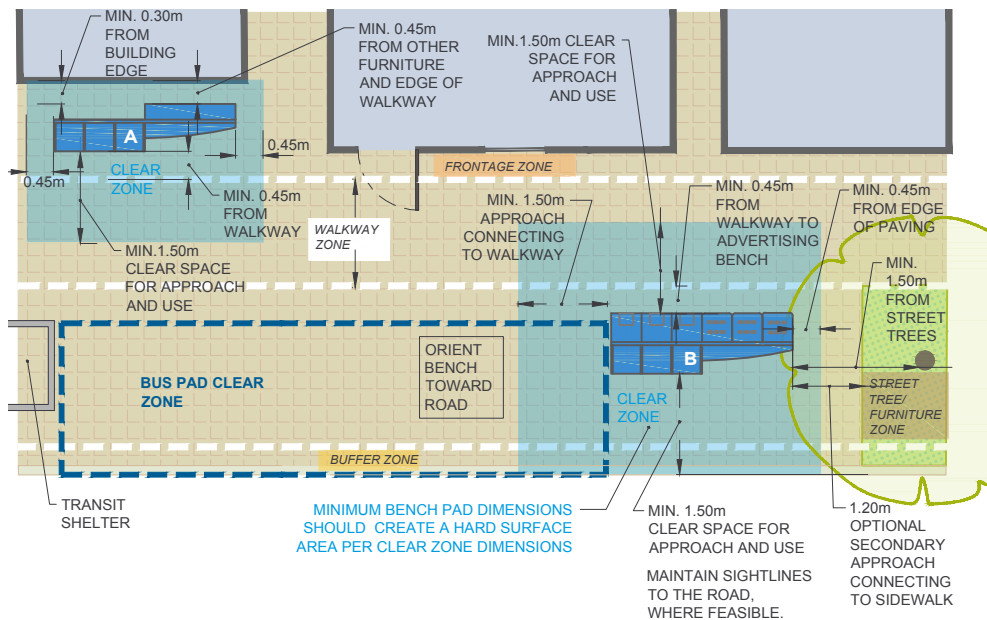 MIN. 0.30m
FROM
BUILDING
EDGE
MIN. 0.45m
FROM OTHER
FURNITURE
AND EDGE OF
WALKWAY
MIN.1.50m CLEAR
SPACE FOR
APPROACH
AND USE
A
0.45m
0.45m
CLEAR
ZONE
FRONTAGE ZONE
MIN. 0.45m
FROM
WALKWAY
MIN.1.50m
CLEAR SPACE
FOR APPROACH
AND USE
WALKWAY
ZONE
MIN. 1.50m
APPROACH
CONNECTING
TO WALKWAY
MIN. 0.45m
FROM
WALKWAY TO
ADVERTISING
BENCH
MIN. 0.45m
FROM EDGE
OF PAVING
MIN.
1.50m
FROM
STREET
TREES
BUS PAD CLEAR
ZONE
ORIENT
BENCH
TOWARD
ROAD
B
CLEAR
ZONE
STREET
TREE/
FURNITURE
ZONE
BUFFER ZONE
TRANSIT
SHELTER
MINIMUM BENCH PAD DIMENSIONS
SHOULD CREATE A HARD SURFACE
AREA PER CLEAR ZONE DIMENSIONS
MIN. 1.50m
CLEAR SPACE FOR
APPROACH AND USE
MAINTAIN SIGHTLINES
TO THE ROAD,
WHERE FEASIBLE.
1.20m
OPTIONAL
SECONDARY
APPROACH
CONNECTING
TO SIDEWALK